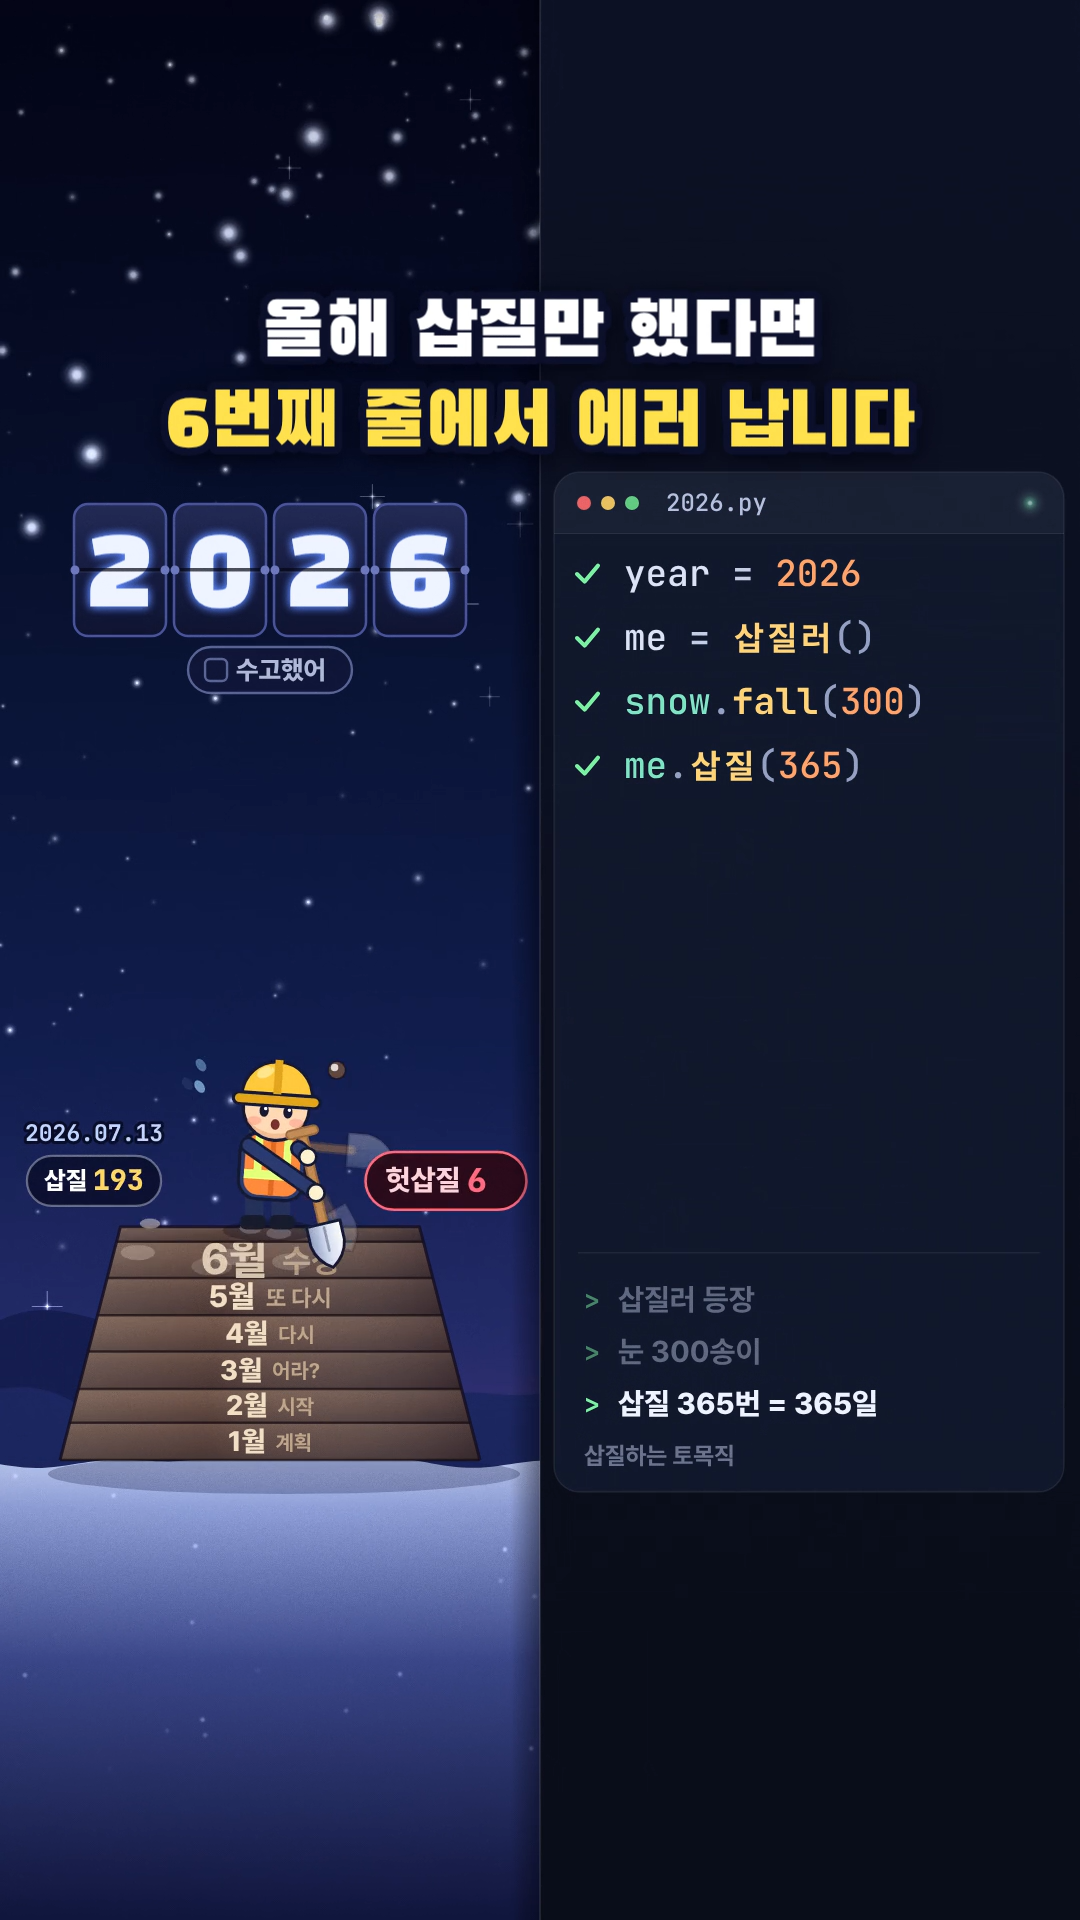 올해 삽질만 했다면
6번째 줄에서 에러 납니다
2026
수고했어
2026.07.13
삽질 193
헛삽질 6
6월
5월 또 다시
4월 다시
3월 어라?
2월 시작
1월 계획
2026.py
year = 2026
me = 삽질러()
snow.fall(300)
me.삽질(365)
> 삽질러 등장
> 눈 300송이
> 삽질 365번 = 365일
삽질하는 토목직